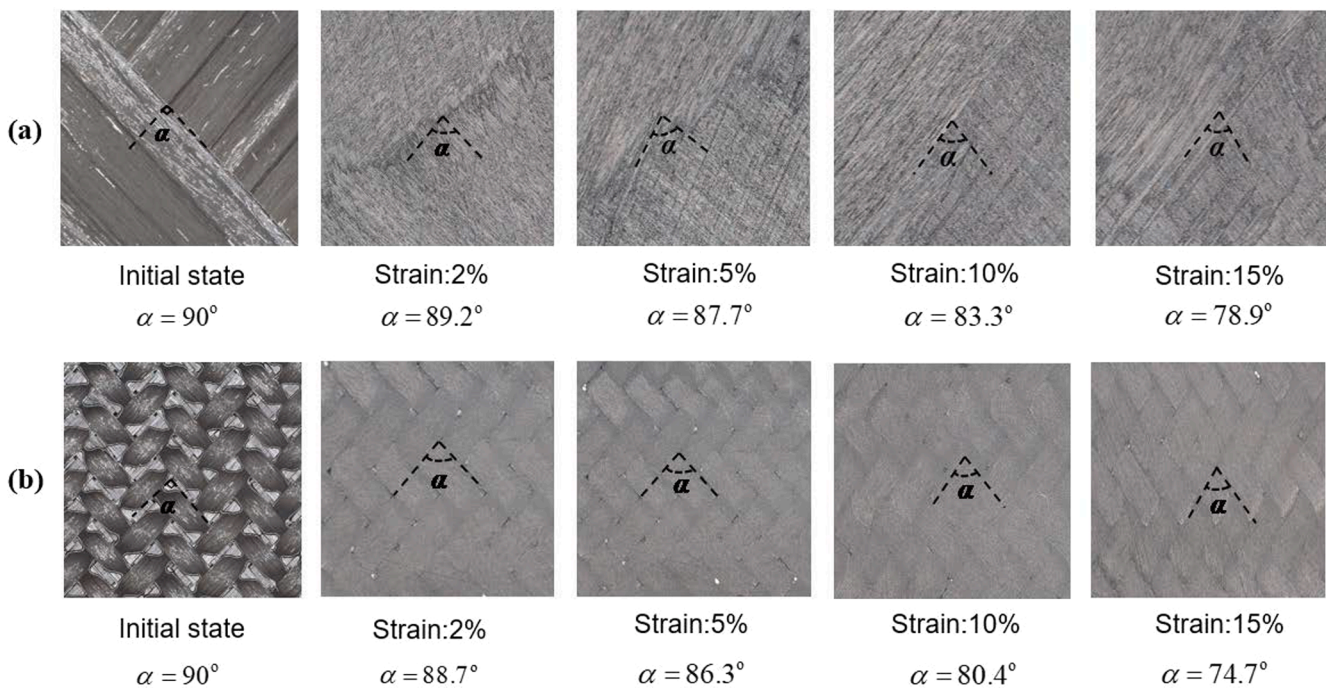 (a)
α α α α α
Initial state Strain:2% Strain:5% Strain:10% Strain:15%
α = 90° α = 89.2° α = 87.7° α = 83.3° α = 78.9°
(b)
α α α α α
Initial state Strain:2% Strain:5% Strain:10% Strain:15%
α = 90° α = 88.7° α = 86.3° α = 80.4° α = 74.7°